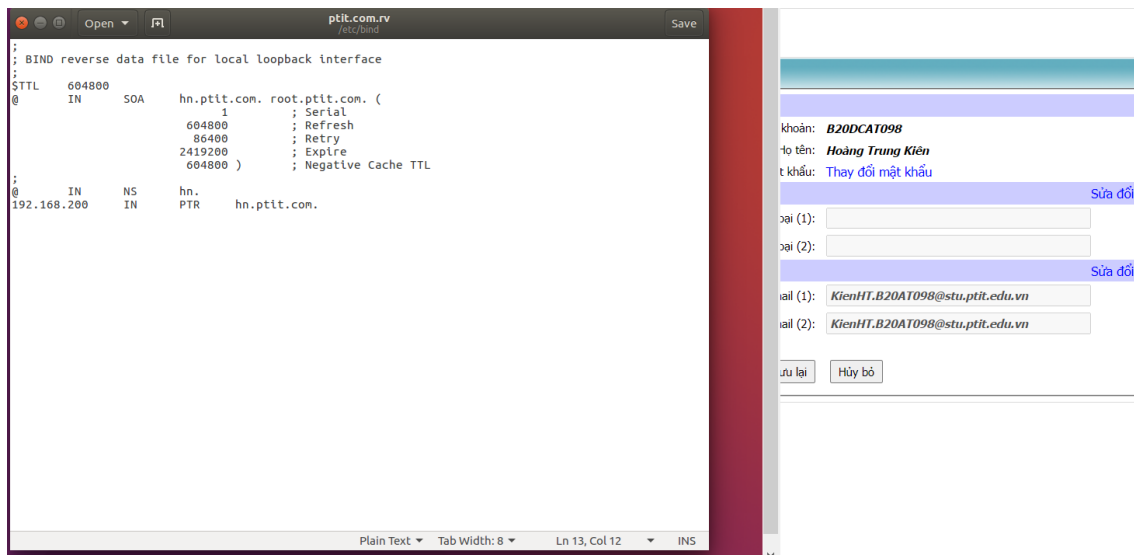 Open
ptit.com.rv
/etc/bind
Save
;
; BIND reverse data file for local loopback interface
;
$TTL 604800
@ IN SOA hn.ptit.com. root.ptit.com. (
1 ; Serial
604800 ; Refresh
86400 ; Retry
2419200 ; Expire
604800 ) ; Negative Cache TTL
;
@ IN NS hn.
192.168.200 IN PTR hn.ptit.com.
Plain Text Tab Width: 8 Ln 13, Col 12 INS
khoản: B20DCAT098
Họ tên: Hoàng Trung Kiên
t khẩu: Thay đổi mật khẩu
Sửa đổi
oại (1):
oại (2):
Sửa đổi
ail (1): KienHT.B20AT098@stu.ptit.edu.vn
ail (2): KienHT.B20AT098@stu.ptit.edu.vn
ưu lại Hủy bỏ